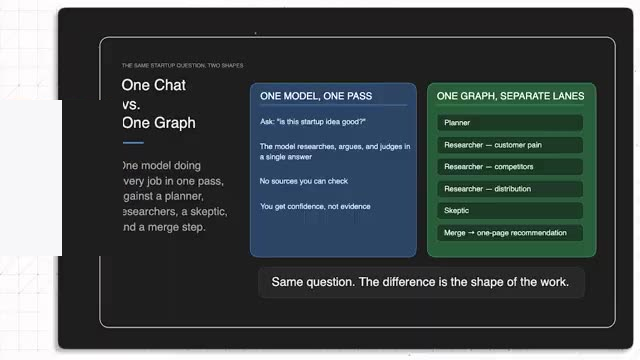 THE SAME STARTUP QUESTION, TWO SHAPES
One Chat
vs.
One Graph
One model doing
very job in one pass,
gainst a planner,
esearchers, a skeptic,
nd a merge step.
ONE MODEL, ONE PASS
Ask: "is this startup idea good?"
The model researches, argues, and judges in
a single answer
No sources you can check
You get confidence, not evidence
ONE GRAPH, SEPARATE LANES
Planner
Researcher — customer pain
Researcher — competitors
Researcher — distribution
Skeptic
Merge → one-page recommendation
Same question. The difference is the shape of the work.